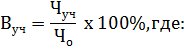 Вуч = Чуч / Чо х 100%,где: